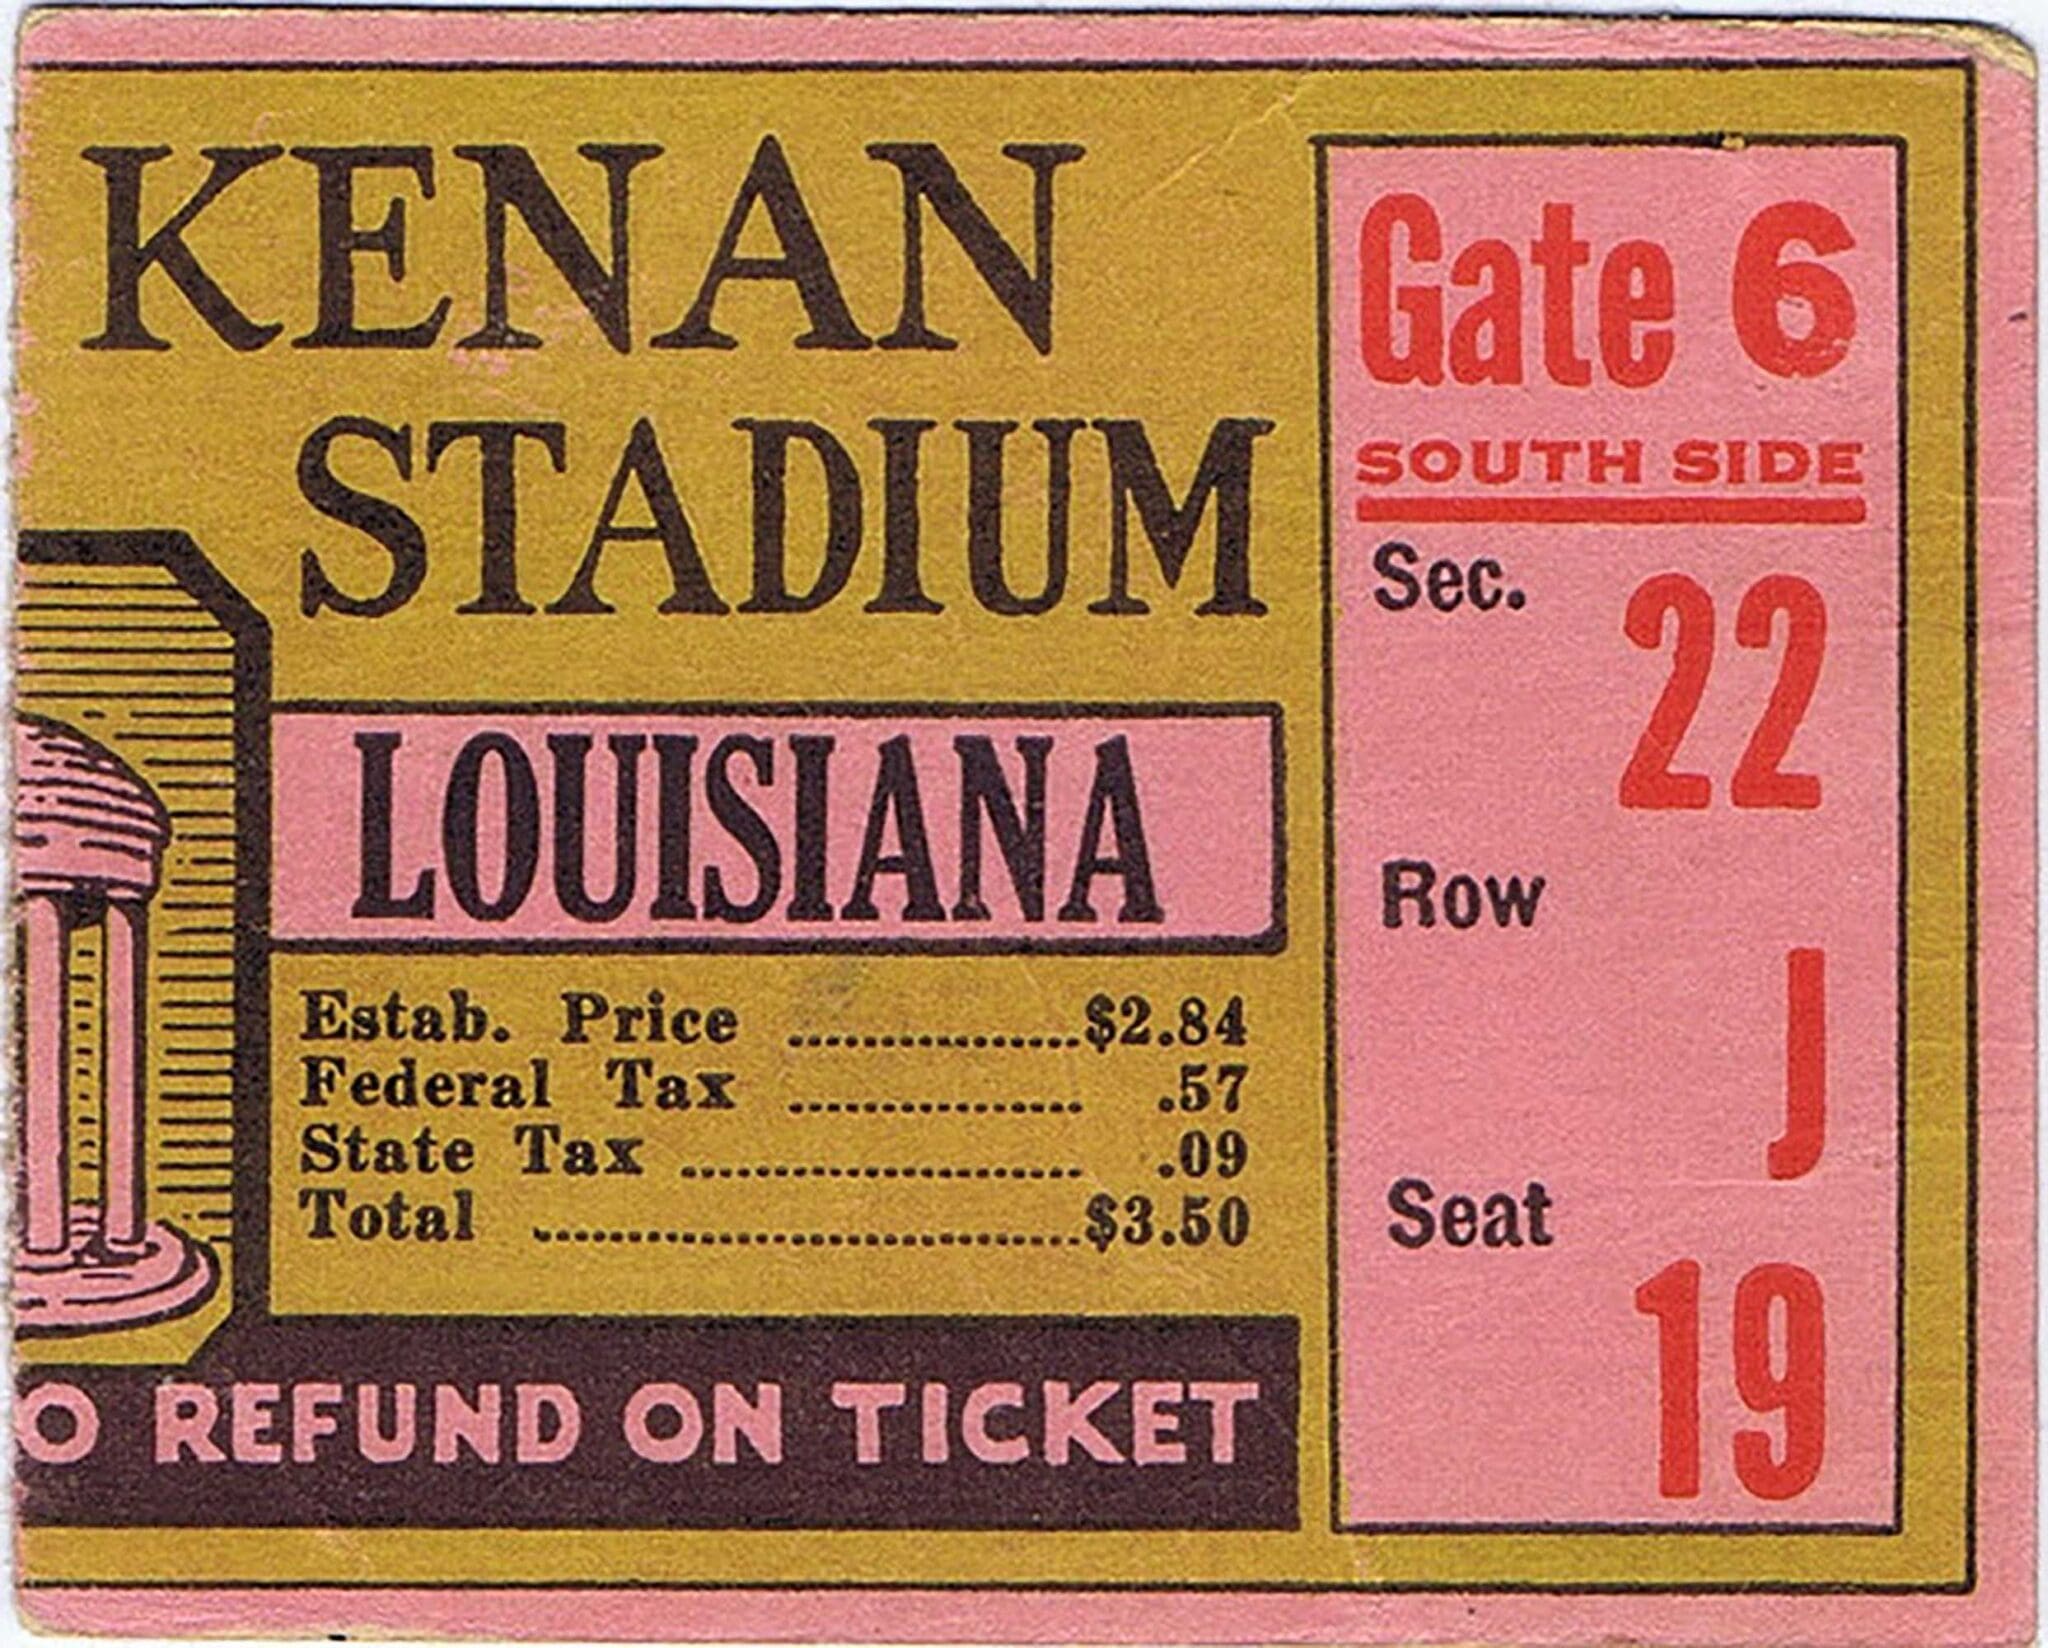 KENAN
STADIUM
LOUISIANA
Estab. Price ....................$2.84
Federal Tax .................... .57
State Tax ........................... .09
Total .....................................$3.50
O REFUND ON TICKET
Gate 6
SOUTH SIDE
Sec. 22
Row J
Seat 19